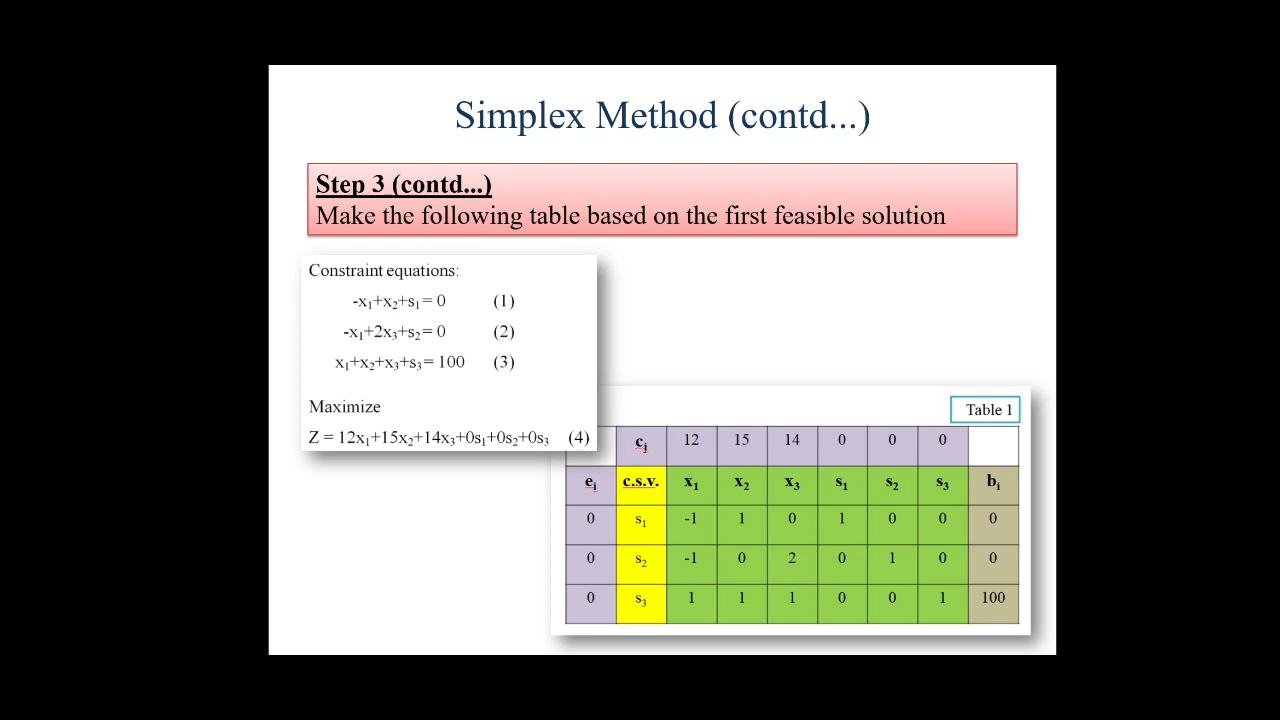 Simplex Method (contd...)
Step 3 (contd...)
Make the following table based on the first feasible solution
Constraint equations:
-x₁+x₂+s₁ = 0 (1)
-x₁+2x₃+s₂= 0 (2)
x₁+x₂+x₃+s₃= 100 (3)
Maximize
Z = 12x₁+15x₂+14x₃+0s₁+0s₂+0s₃ (4)
Table 1
cⱼ 12 15 14 0 0 0
eᵢ c.s.v. x₁ x₂ x₃ s₁ s₂ s₃ bᵢ
0 s₁ -1 1 0 1 0 0 0
0 s₂ -1 0 2 0 1 0 0
0 s₃ 1 1 1 0 0 1 100